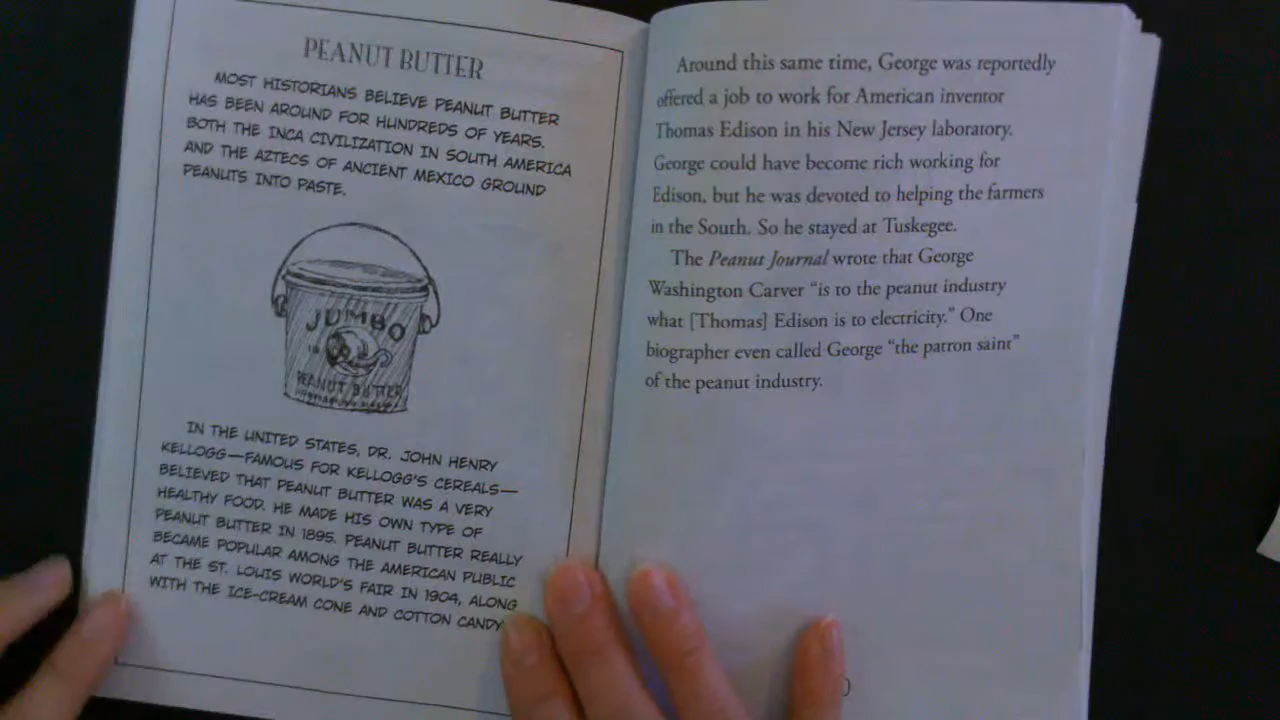 PEANUT BUTTER
MOST HISTORIANS BELIEVE PEANUT BUTTER
HAS BEEN AROUND FOR HUNDREDS OF YEARS.
BOTH THE INCA CIVILIZATION IN SOUTH AMERICA
AND THE AZTECS OF ANCIENT MEXICO GROUND
PEANUTS INTO PASTE.
JUMBO
PEANUT BUTTER
IN THE UNITED STATES, DR. JOHN HENRY
KELLOGG—FAMOUS FOR KELLOGG'S CEREALS—
BELIEVED THAT PEANUT BUTTER WAS A VERY
HEALTHY FOOD. HE MADE HIS OWN TYPE OF
PEANUT BUTTER IN 1895. PEANUT BUTTER REALLY
BECAME POPULAR AMONG THE AMERICAN PUBLIC
AT THE ST. LOUIS WORLD'S FAIR IN 1904, ALONG
WITH THE ICE-CREAM CONE AND COTTON CANDY
Around this same time, George was reportedly
offered a job to work for American inventor
Thomas Edison in his New Jersey laboratory.
George could have become rich working for
Edison, but he was devoted to helping the farmers
in the South. So he stayed at Tuskegee.
The Peanut Journal wrote that George
Washington Carver “is to the peanut industry
what [Thomas] Edison is to electricity.” One
biographer even called George “the patron saint”
of the peanut industry.